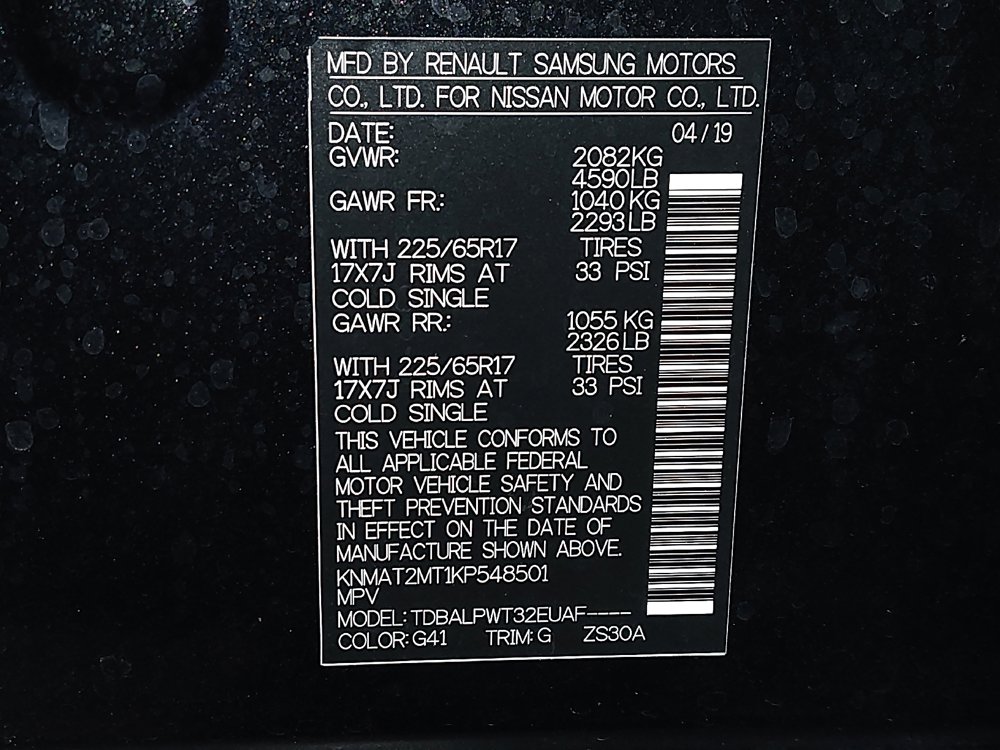 MFD BY RENAULT SAMSUNG MOTORS
CO., LTD. FOR NISSAN MOTOR CO., LTD.
DATE: 04/19
GVWR: 2082KG
4590LB
GAWR FR.: 1040KG
2293LB
WITH 225/65R17 TIRES
17X7J RIMS AT 33 PSI
COLD SINGLE
GAWR RR.: 1055KG
2326LB
WITH 225/65R17 TIRES
17X7J RIMS AT 33 PSI
COLD SINGLE
THIS VEHICLE CONFORMS TO
ALL APPLICABLE FEDERAL
MOTOR VEHICLE SAFETY AND
THEFT PREVENTION STANDARDS
IN EFFECT ON THE DATE OF
MANUFACTURE SHOWN ABOVE.
KNMAT2MT1KP548501
MPV
MODEL: TDBALPWT32EUAF----
COLOR: G41 TRIM: G ZS30A